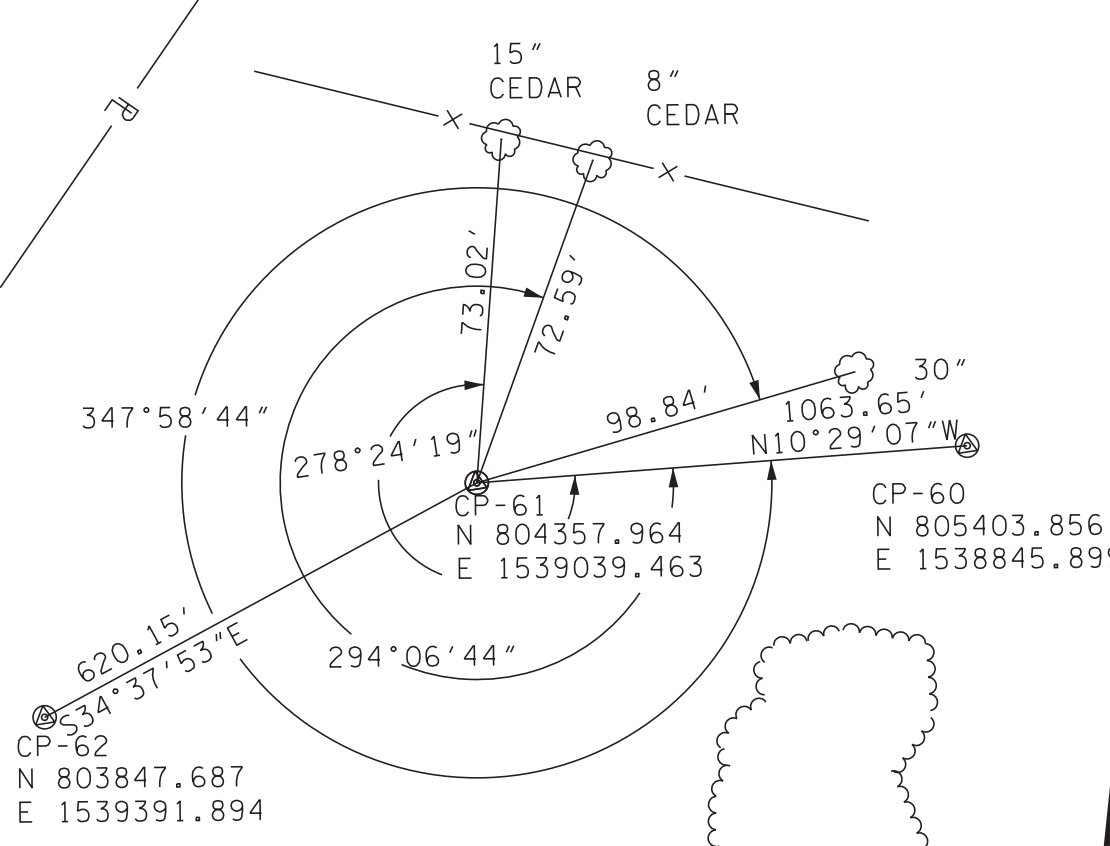 15"
CEDAR
8"
CEDAR
73.02'
72.59'
347°58'44"
278°24'19"
98.84'
30"
1063.65'
N10°29'07"W
CP-61
N 804357.964
E 1539039.463
CP-60
N 805403.856
E 1538845.899
620.15'
S34°37'53"E
294°06'44"
CP-62
N 803847.687
E 1539391.894